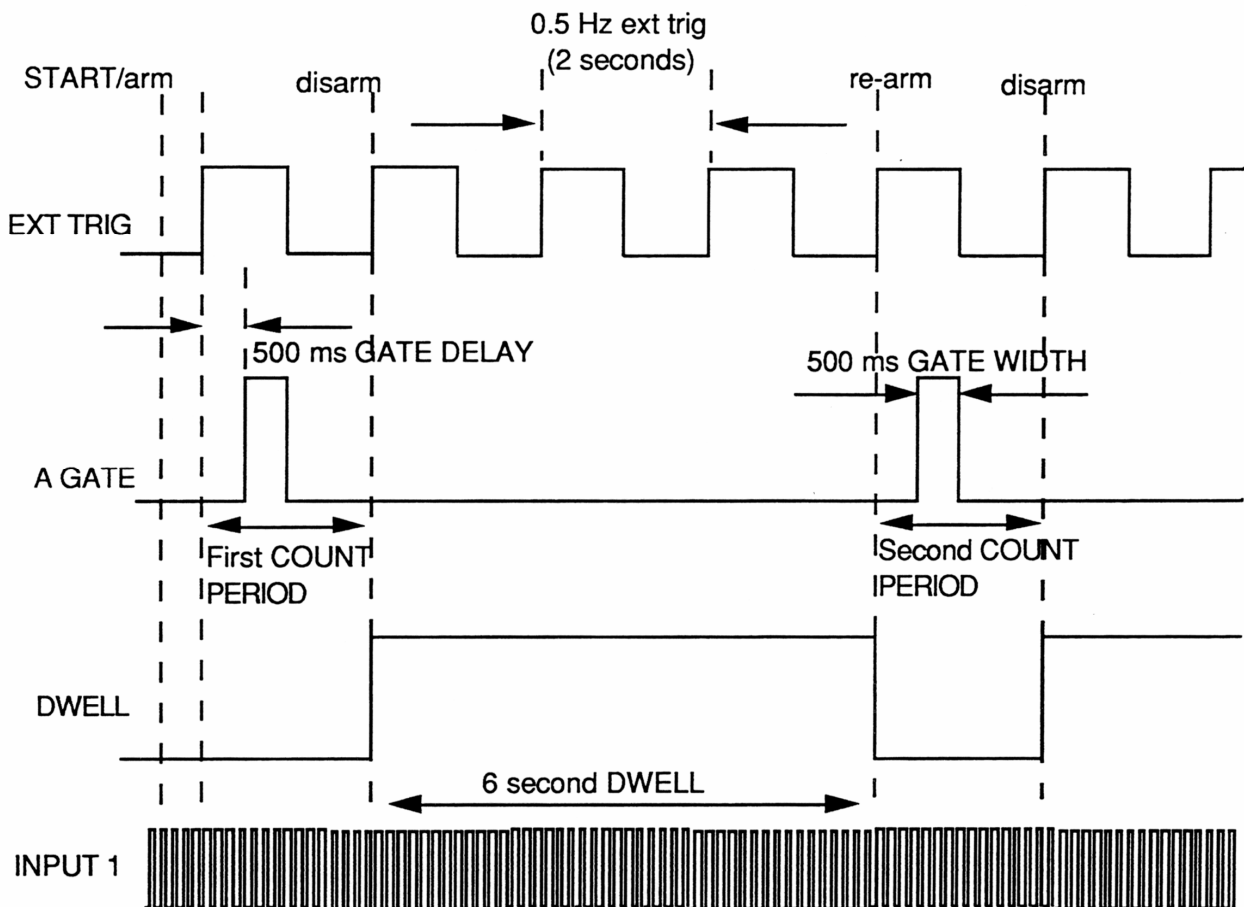 0.5 Hz ext trig
(2 seconds)
START/arm
disarm
re-arm
disarm
EXT TRIG
500 ms GATE DELAY
500 ms GATE WIDTH
A GATE
First COUNT
PERIOD
Second COUNT
PERIOD
DWELL
6 second DWELL
INPUT 1